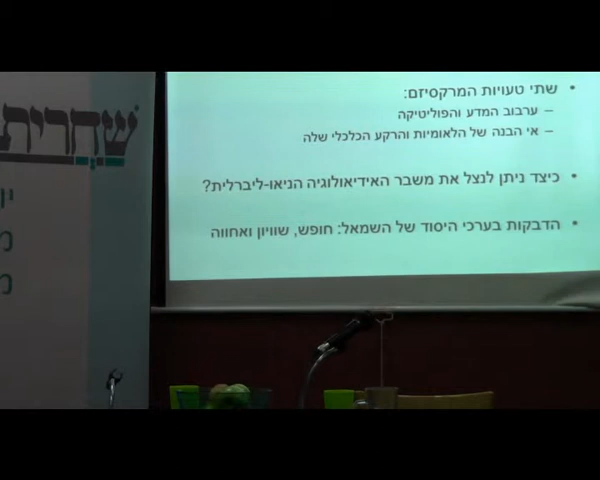 שתי טעויות המרקסיזם:
– ערבוב המדע והפוליטיקה
– אי הבנה של הלאומיות והרקע הכלכלי שלה
כיצד ניתן לנצל את משבר האידיאולוגיה הניאו-ליברלית?
הדבקות בערכי היסוד של השמאל: חופש, שוויון ואחווה
שחרית